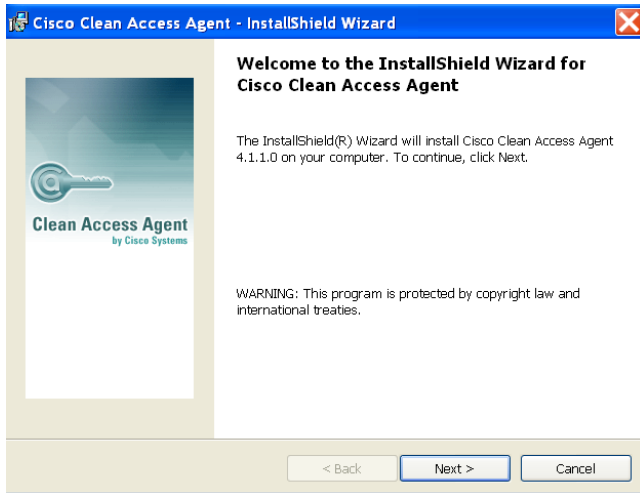 Cisco Clean Access Agent - InstallShield Wizard
Welcome to the InstallShield Wizard for
Cisco Clean Access Agent
The InstallShield(R) Wizard will install Cisco Clean Access Agent
4.1.1.0 on your computer. To continue, click Next.
Clean Access Agent
by Cisco Systems
WARNING: This program is protected by copyright law and
international treaties.
< Back
Next >
Cancel